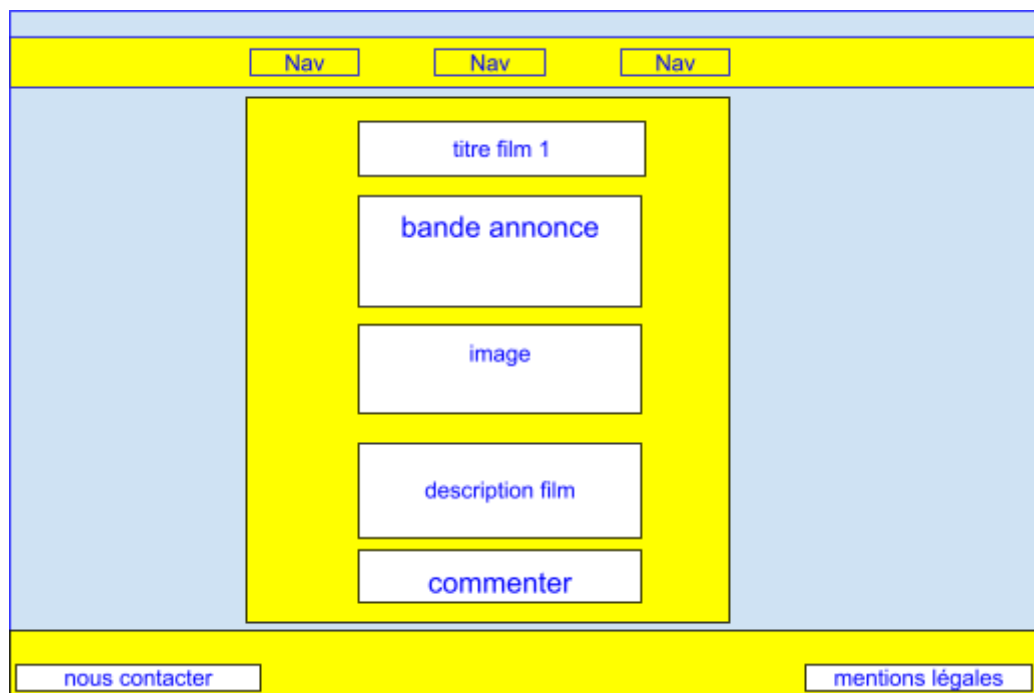 Nav
Nav
Nav
titre film 1
bande annonce
image
description film
commenter
nous contacter
mentions légales